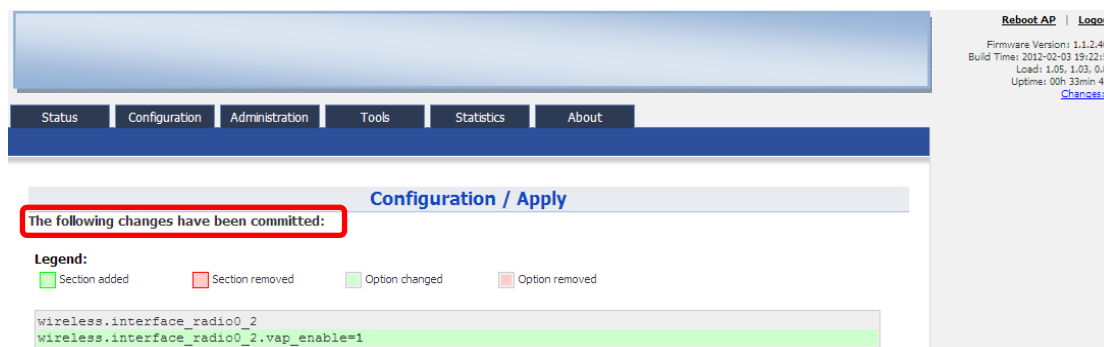 Reboot AP | Logou
Firmware Version: 1.1.2.4
Build Time: 2012-02-03 19:22:
Load: 1.05, 1.03, 0.
Uptime: 00h 33min 4
Changes:
Status Configuration Administration Tools Statistics About
Configuration / Apply
The following changes have been committed:
Legend:
Section added Section removed Option changed Option removed
wireless.interface_radio0_2
wireless.interface_radio0_2.vap_enable=1